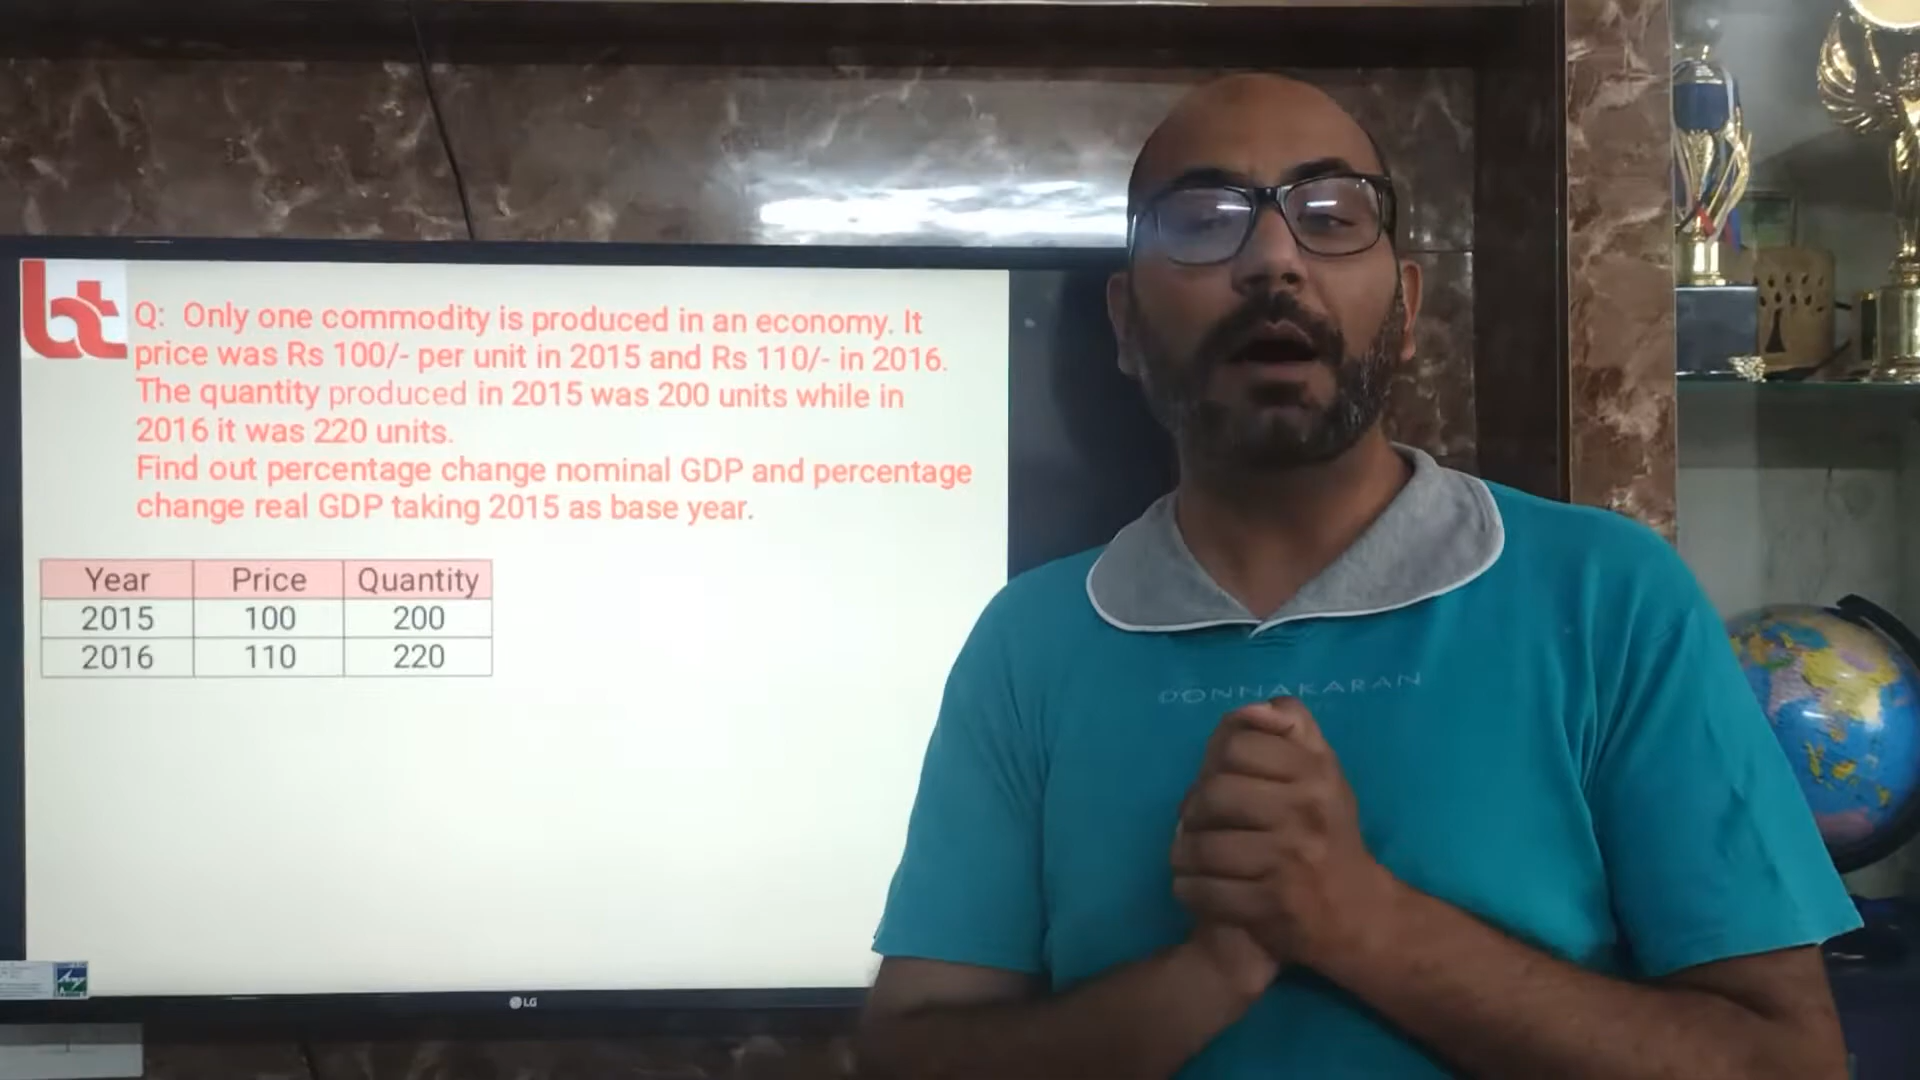 bt
Q: Only one commodity is produced in an economy. It
price was Rs 100/- per unit in 2015 and Rs 110/- in 2016.
The quantity produced in 2015 was 200 units while in
2016 it was 220 units.
Find out percentage change nominal GDP and percentage
change real GDP taking 2015 as base year.
Year Price Quantity
2015 100 200
2016 110 220
LG
DONNAKARAN